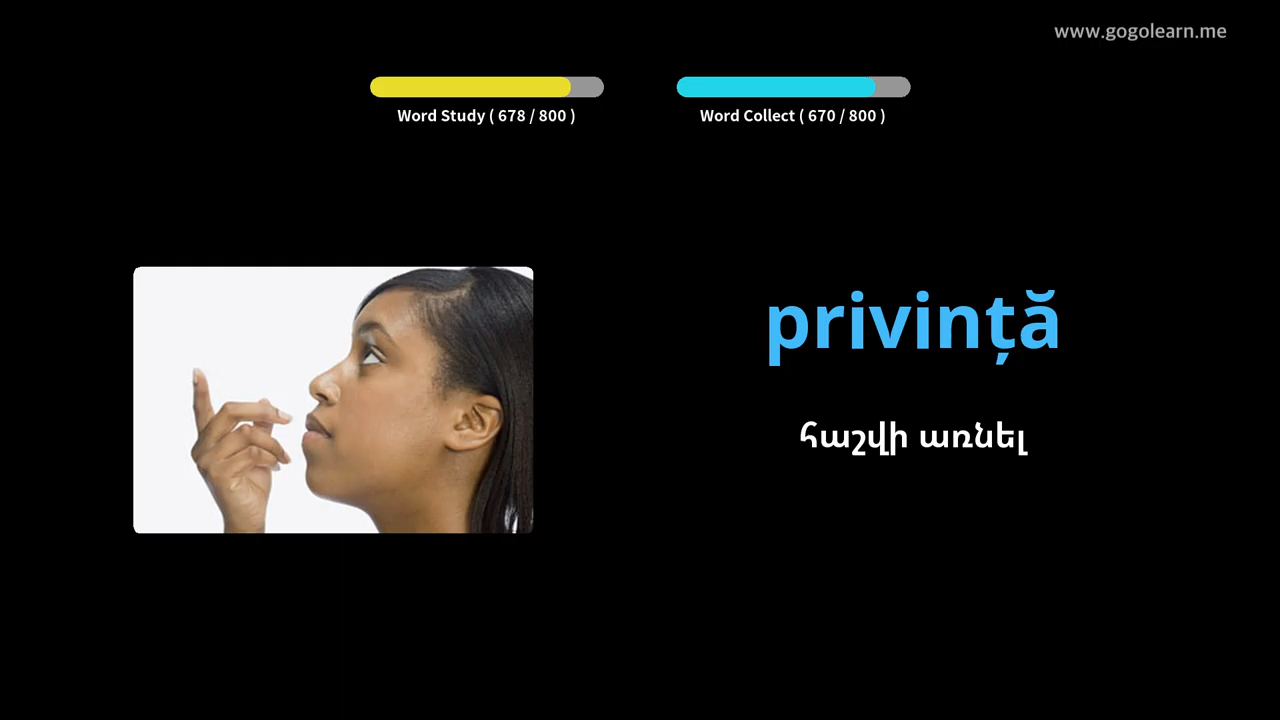 www.gogolearn.me
Word Study ( 678 / 800 )
Word Collect ( 670 / 800 )
privință
հաշվի առնել